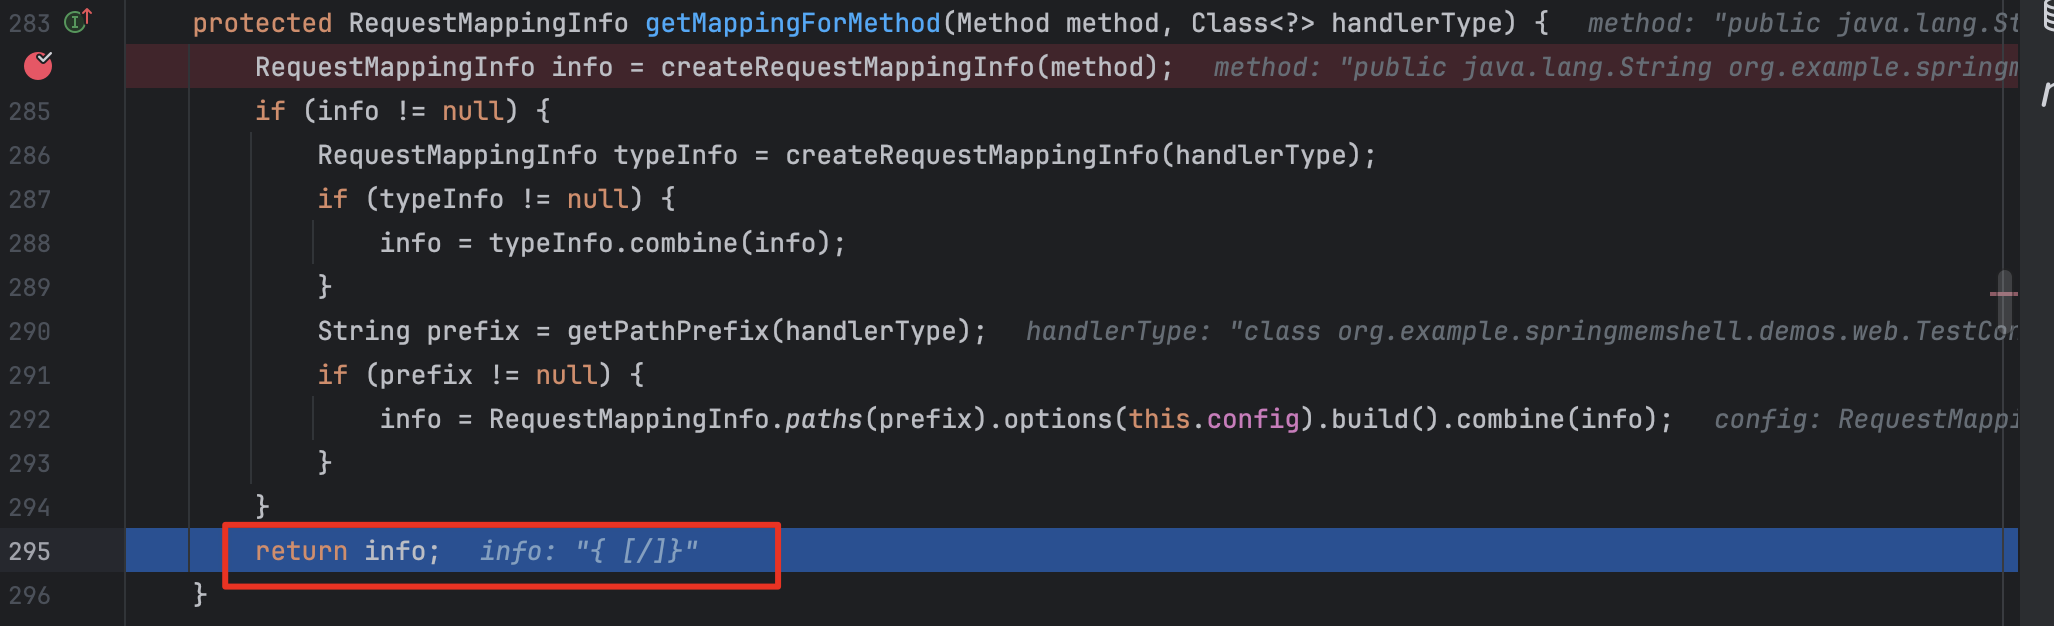 283 protected RequestMappingInfo getMappingForMethod(Method method, Class<?> handlerType) { method: "public java.lang.St
RequestMappingInfo info = createRequestMappingInfo(method); method: "public java.lang.String org.example.springm
285 if (info != null) {
286 RequestMappingInfo typeInfo = createRequestMappingInfo(handlerType);
287 if (typeInfo != null) {
288 info = typeInfo.combine(info);
289 }
290 String prefix = getPathPrefix(handlerType); handlerType: "class org.example.springmemshell.demos.web.TestCon
291 if (prefix != null) {
292 info = RequestMappingInfo.paths(prefix).options(this.config).build().combine(info); config: RequestMappi
293 }
294 }
295 return info; info: "{ [/]}"
296 }